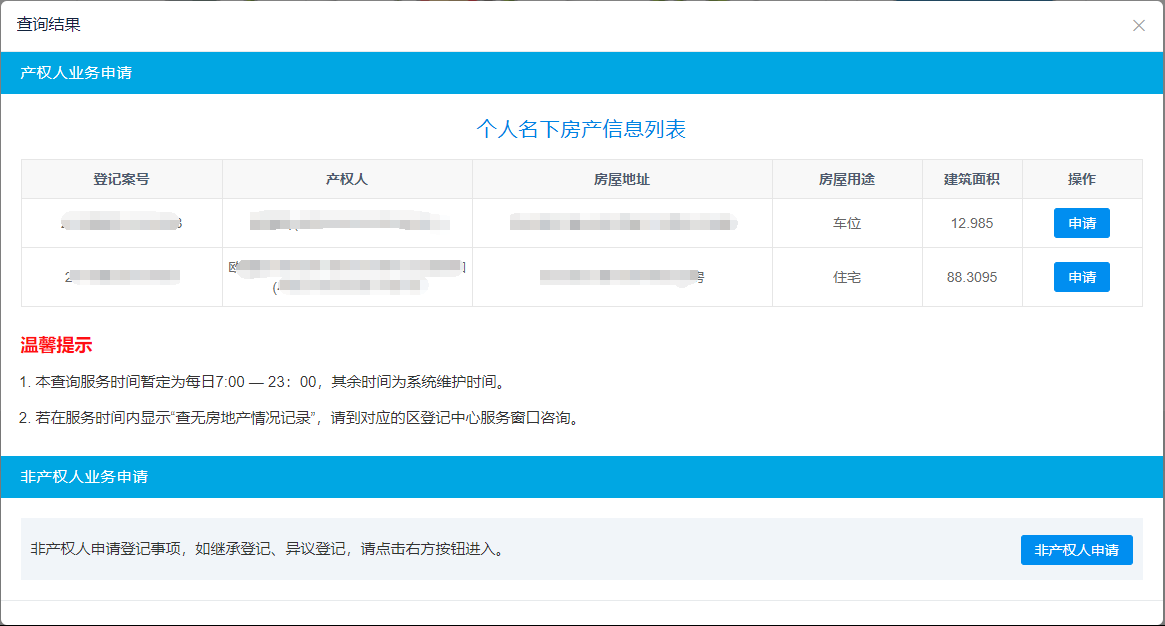 查询结果
产权人业务申请
个人名下房产信息列表
登记案号 产权人 房屋地址 房屋用途 建筑面积 操作
车位 12.985 申请
住宅 88.3095 申请
温馨提示
1. 本查询服务时间暂定为每日7:00 — 23：00，其余时间为系统维护时间。
2. 若在服务时间内显示“查无房地产情况记录”，请到对应的区登记中心服务窗口咨询。
非产权人业务申请
非产权人申请登记事项，如继承登记、异议登记，请点击右方按钮进入。 非产权人申请